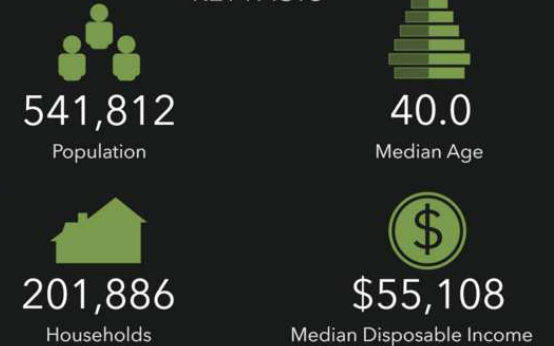 541,812
Population
40.0
Median Age
201,886
Households
$
$55,108
Median Disposable Income